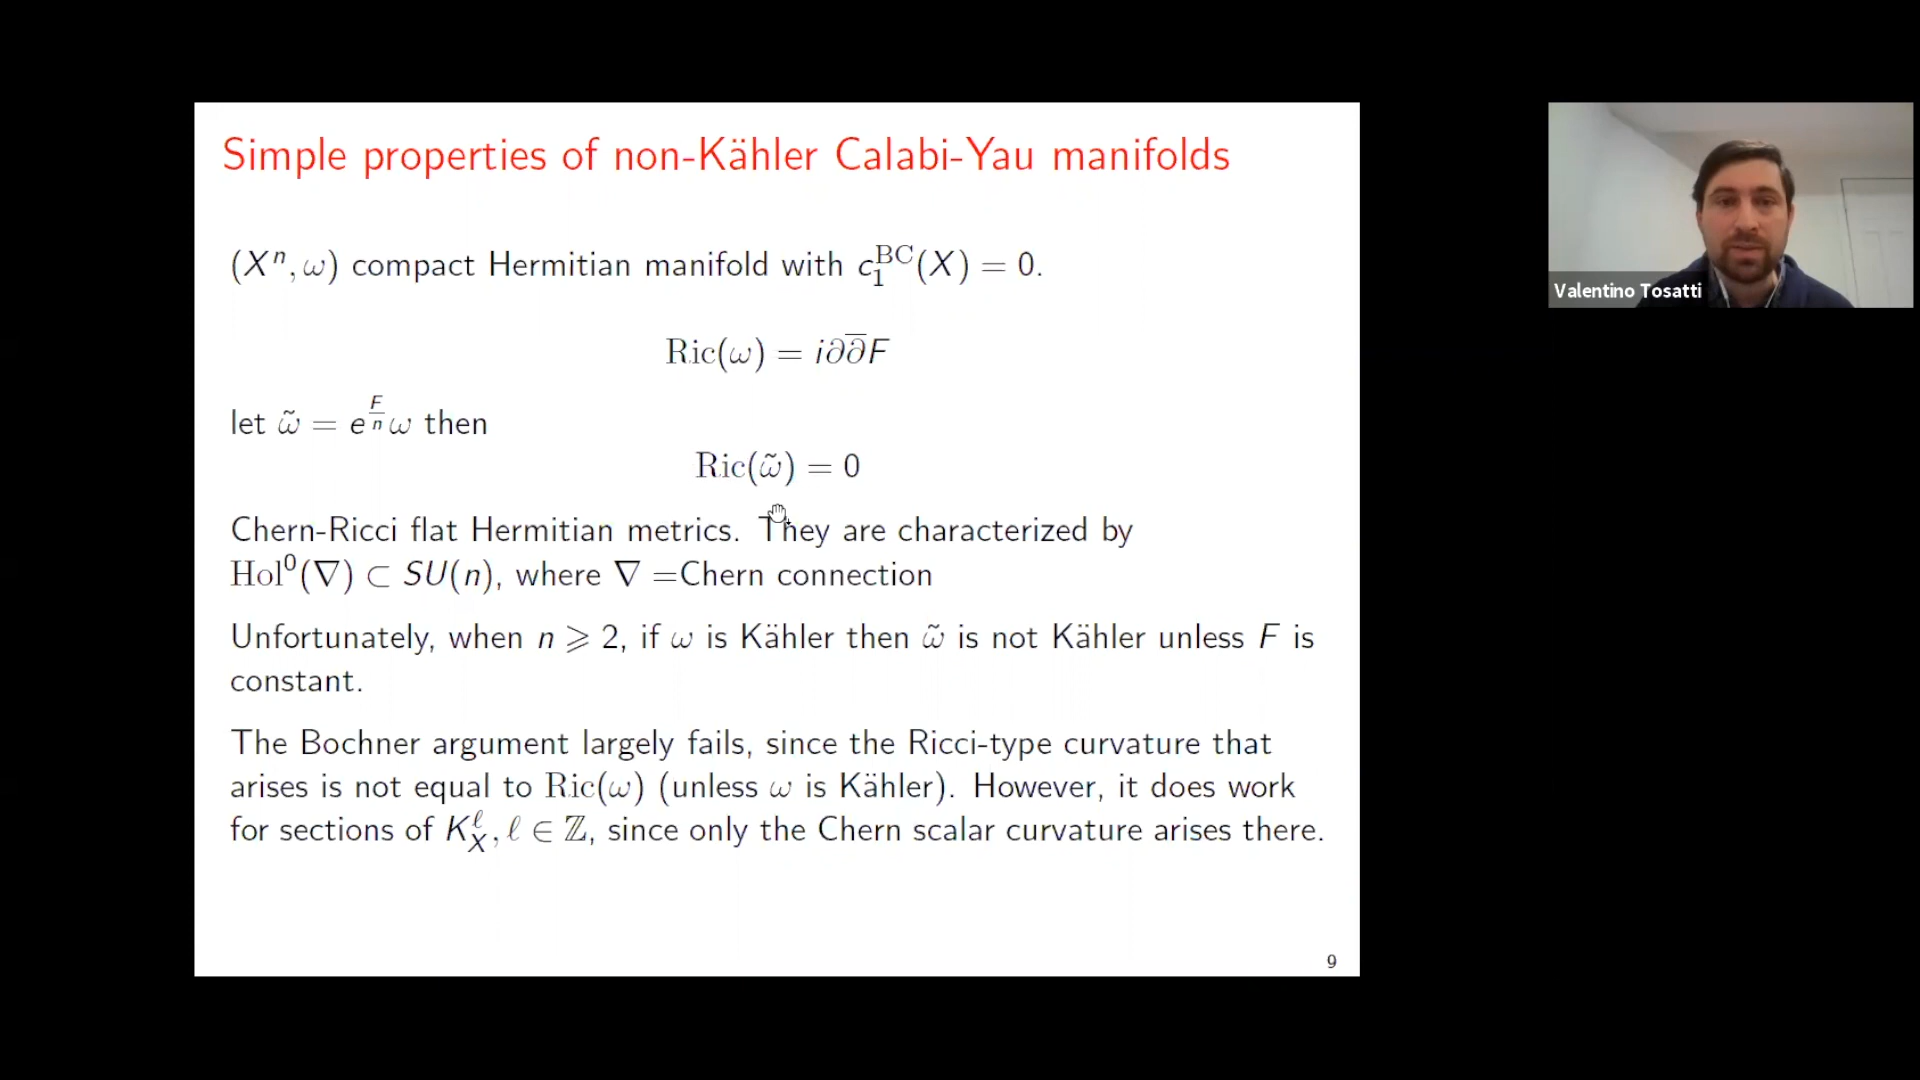 Simple properties of non-Kähler Calabi-Yau manifolds
(Xⁿ, ω) compact Hermitian manifold with c₁^BC(X) = 0.
Ric(ω) = i∂∂̅F
let ω̃ = e^(F/n) ω then
Ric(ω̃) = 0
Chern-Ricci flat Hermitian metrics. They are characterized by
Hol⁰(∇) ⊂ SU(n), where ∇ =Chern connection
Unfortunately, when n ⩾ 2, if ω is Kähler then ω̃ is not Kähler unless F is
constant.
The Bochner argument largely fails, since the Ricci-type curvature that
arises is not equal to Ric(ω) (unless ω is Kähler). However, it does work
for sections of K_X^ℓ, ℓ ∈ ℤ, since only the Chern scalar curvature arises there.
9
Valentino Tosatti